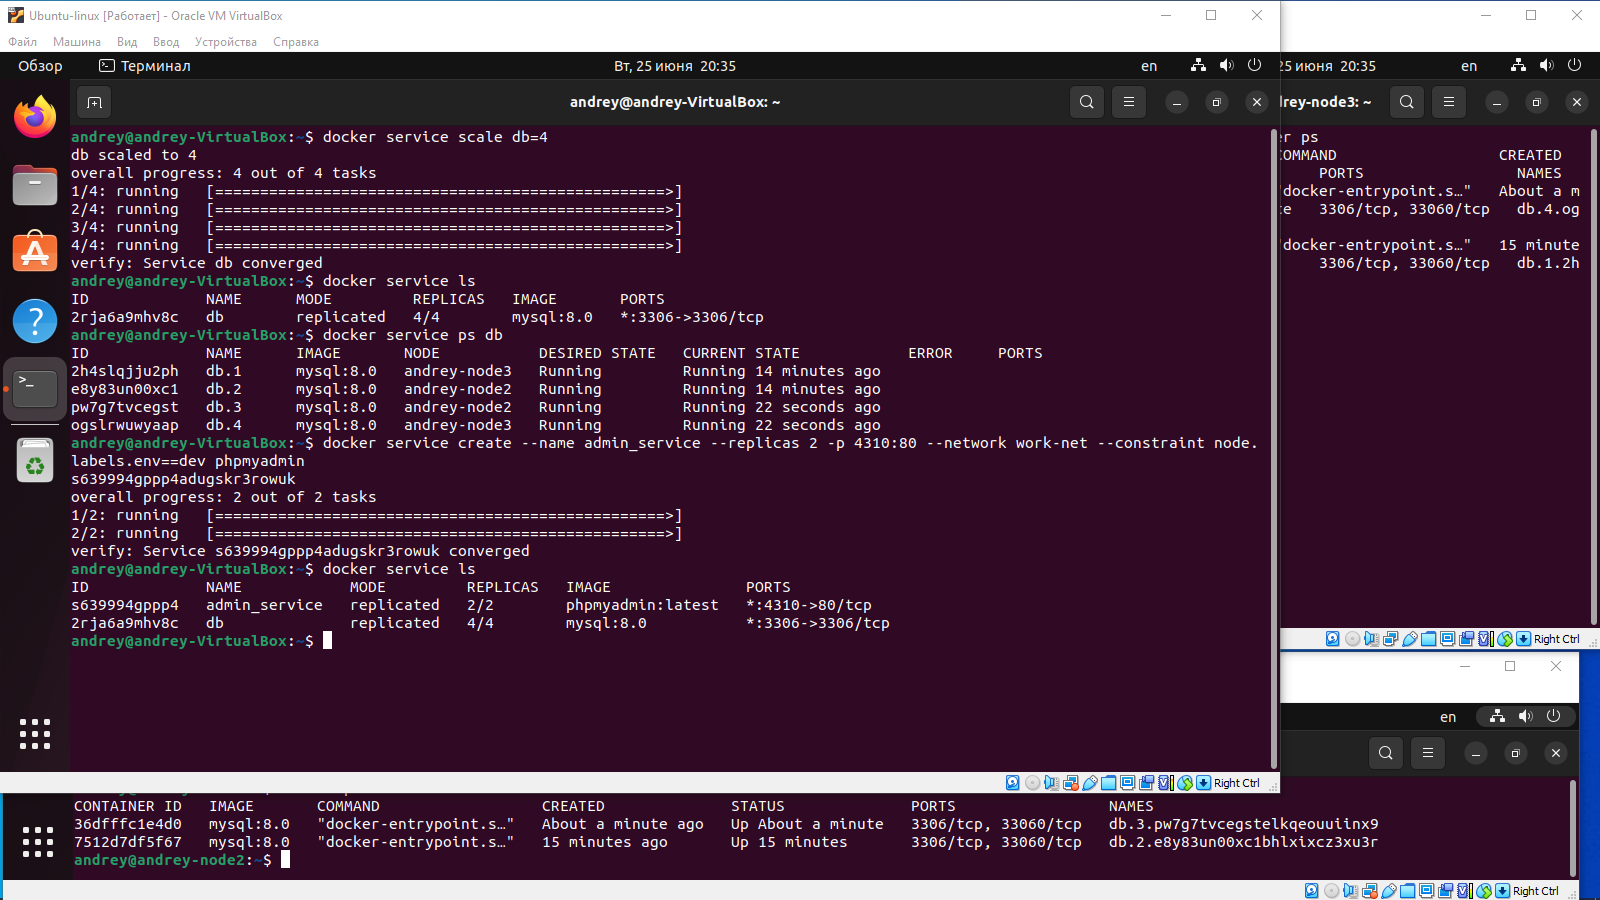 Ubuntu-linux [Работает] - Oracle VM VirtualBox
Файл Машина Вид Ввод Устройства Справка
Обзор Терминал Вт, 25 июня 20:35 en
andrey@andrey-VirtualBox: ~
andrey@andrey-VirtualBox:~$ docker service scale db=4
db scaled to 4
overall progress: 4 out of 4 tasks
1/4: running [==================================================>]
2/4: running [==================================================>]
3/4: running [==================================================>]
4/4: running [==================================================>]
verify: Service db converged
andrey@andrey-VirtualBox:~$ docker service ls
ID NAME MODE REPLICAS IMAGE PORTS
2rja6a9mhv8c db replicated 4/4 mysql:8.0 *:3306->3306/tcp
andrey@andrey-VirtualBox:~$ docker service ps db
ID NAME IMAGE NODE DESIRED STATE CURRENT STATE ERROR PORTS
2h4slqjju2ph db.1 mysql:8.0 andrey-node3 Running Running 14 minutes ago
e8y83un00xc1 db.2 mysql:8.0 andrey-node2 Running Running 14 minutes ago
pw7g7tvcegst db.3 mysql:8.0 andrey-node2 Running Running 22 seconds ago
ogslrwuwyaap db.4 mysql:8.0 andrey-node3 Running Running 22 seconds ago
andrey@andrey-VirtualBox:~$ docker service create --name admin_service --replicas 2 -p 4310:80 --network work-net --constraint node.
labels.env==dev phpmyadmin
s639994gppp4adugskr3rowuk
overall progress: 2 out of 2 tasks
1/2: running [==================================================>]
2/2: running [==================================================>]
verify: Service s639994gppp4adugskr3rowuk converged
andrey@andrey-VirtualBox:~$ docker service ls
ID NAME MODE REPLICAS IMAGE PORTS
s639994gppp4 admin_service replicated 2/2 phpmyadmin:latest *:4310->80/tcp
2rja6a9mhv8c db replicated 4/4 mysql:8.0 *:3306->3306/tcp
andrey@andrey-VirtualBox:~$
Right Ctrl
25 июня 20:35 en
rey-node3: ~
r ps
OMMAND CREATED
PORTS NAMES
"docker-entrypoint.s…" About a m
e 3306/tcp, 33060/tcp db.4.og
"docker-entrypoint.s…" 15 minute
3306/tcp, 33060/tcp db.1.2h
Right Ctrl
en
CONTAINER ID IMAGE COMMAND CREATED STATUS PORTS NAMES
36dfffc1e4d0 mysql:8.0 "docker-entrypoint.s…" About a minute ago Up About a minute 3306/tcp, 33060/tcp db.3.pw7g7tvcegstelkqeouuiinx9
7512d7df5f67 mysql:8.0 "docker-entrypoint.s…" 15 minutes ago Up 15 minutes 3306/tcp, 33060/tcp db.2.e8y83un00xc1bhlxixcz3xu3r
andrey@andrey-node2:~$
Right Ctrl